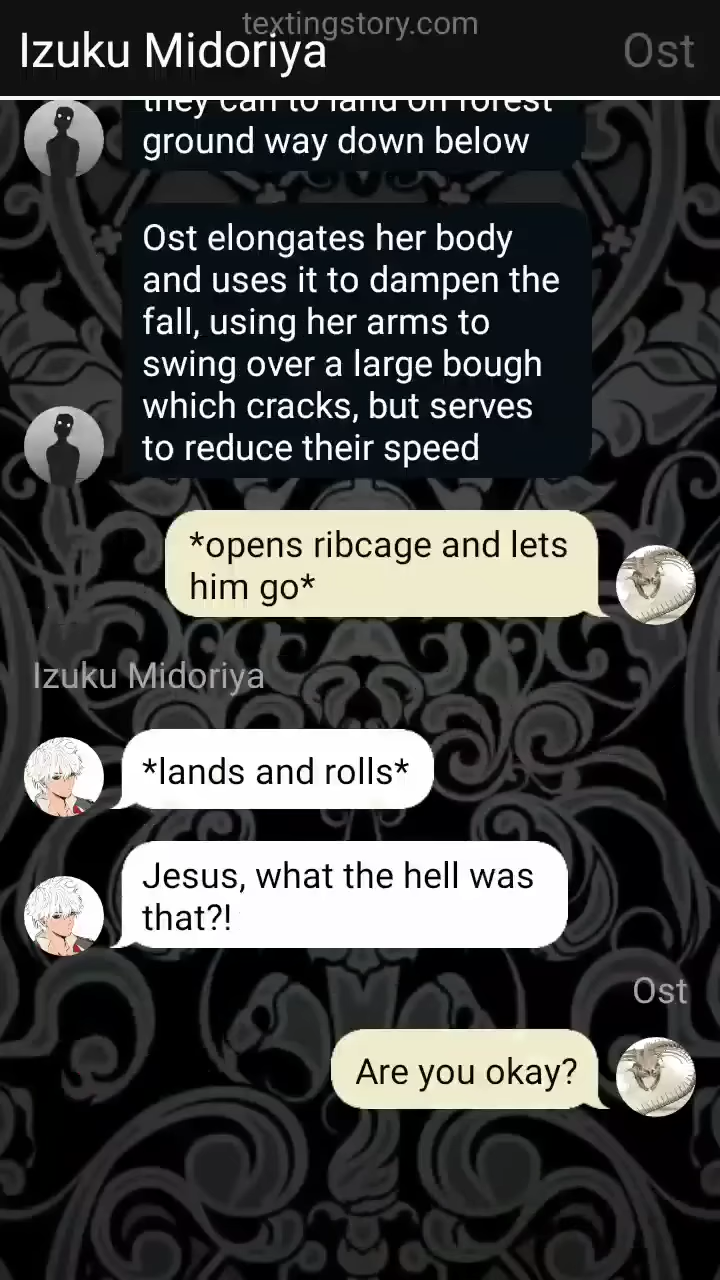 textingstory.com
Izuku Midoriya
Ost
they can to land on forest
ground way down below
Ost elongates her body
and uses it to dampen the
fall, using her arms to
swing over a large bough
which cracks, but serves
to reduce their speed
*opens ribcage and lets
him go*
Izuku Midoriya
*lands and rolls*
Jesus, what the hell was
that?!
Ost
Are you okay?